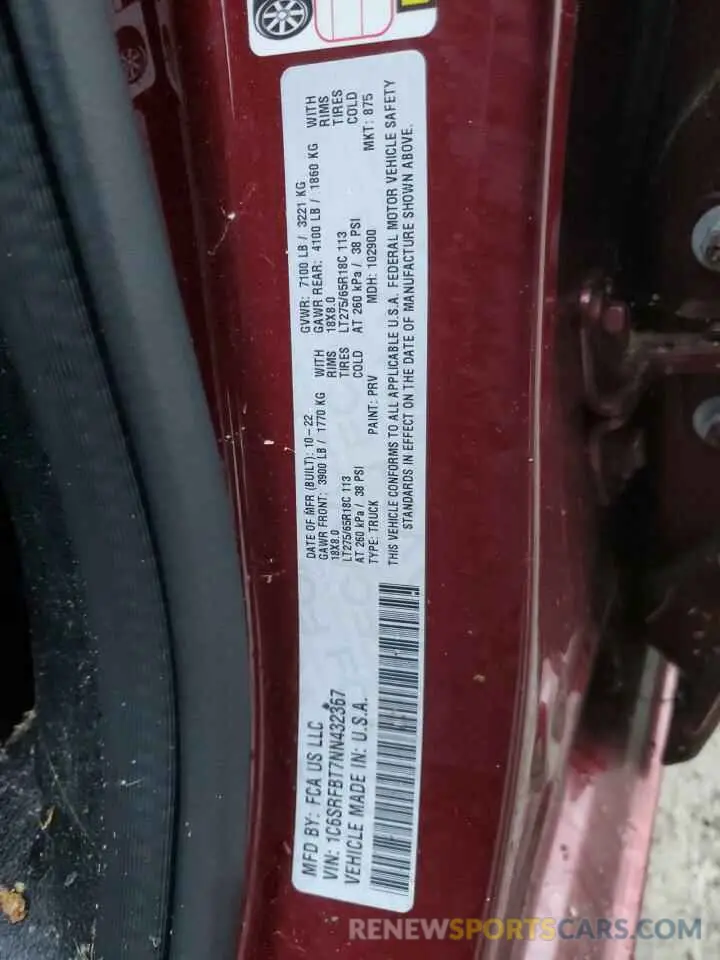 MFD BY: FCA US LLC
VIN: 1C6SRFBT7NN432367
VEHICLE MADE IN: U.S.A.
DATE OF MFR (BUILT): 10-22
GVWR: 7100 LB / 3221 KG
GAWR FRONT: 3900 LB / 1770 KG WITH
GAWR REAR: 4100 LB / 1860 KG WITH
18X8.0 RIMS
18X8.0 RIMS
LT275/65R18C 113 TIRES
LT275/65R18C 113 TIRES
AT 260 kPa / 38 PSI COLD
AT 260 kPa / 38 PSI COLD
TYPE: TRUCK PAINT: PRV MDH: 102900 MKT: 875
THIS VEHICLE CONFORMS TO ALL APPLICABLE U.S.A. FEDERAL MOTOR VEHICLE SAFETY
STANDARDS IN EFFECT ON THE DATE OF MANUFACTURE SHOWN ABOVE.
RENEWSPORTSCARS.COM